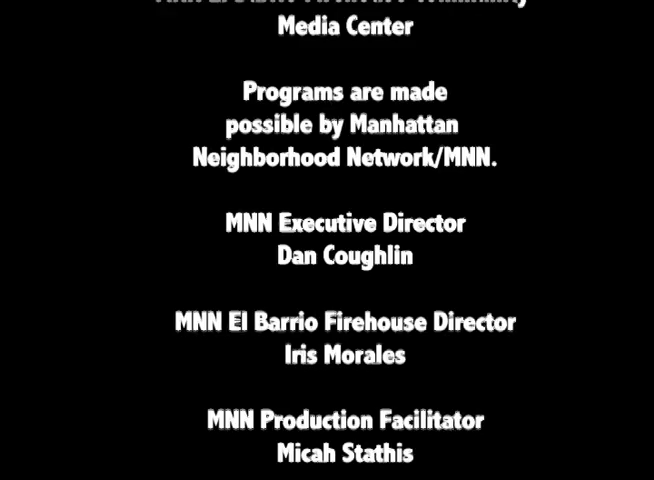 Media Center
Programs are made
possible by Manhattan
Neighborhood Network/MNN.
MNN Executive Director
Dan Coughlin
MNN El Barrio Firehouse Director
Iris Morales
MNN Production Facilitator
Micah Stathis